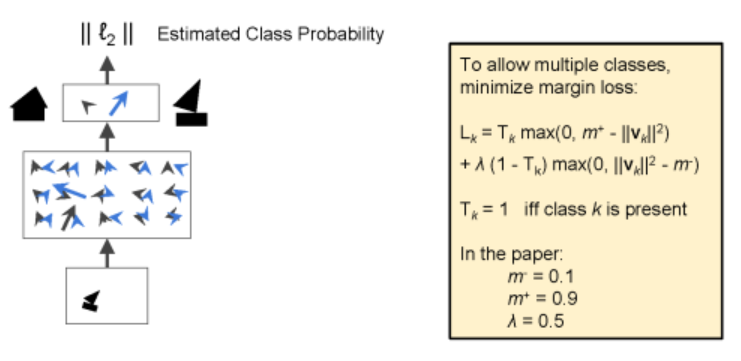 || ℓ₂ || Estimated Class Probability
To allow multiple classes,
minimize margin loss:
Lₖ = Tₖ max(0, m⁺ - ||vₖ||²)
+ λ (1 - Tₖ) max(0, ||vₖ||² - m⁻)
Tₖ = 1 iff class k is present
In the paper:
m⁻ = 0.1
m⁺ = 0.9
λ = 0.5